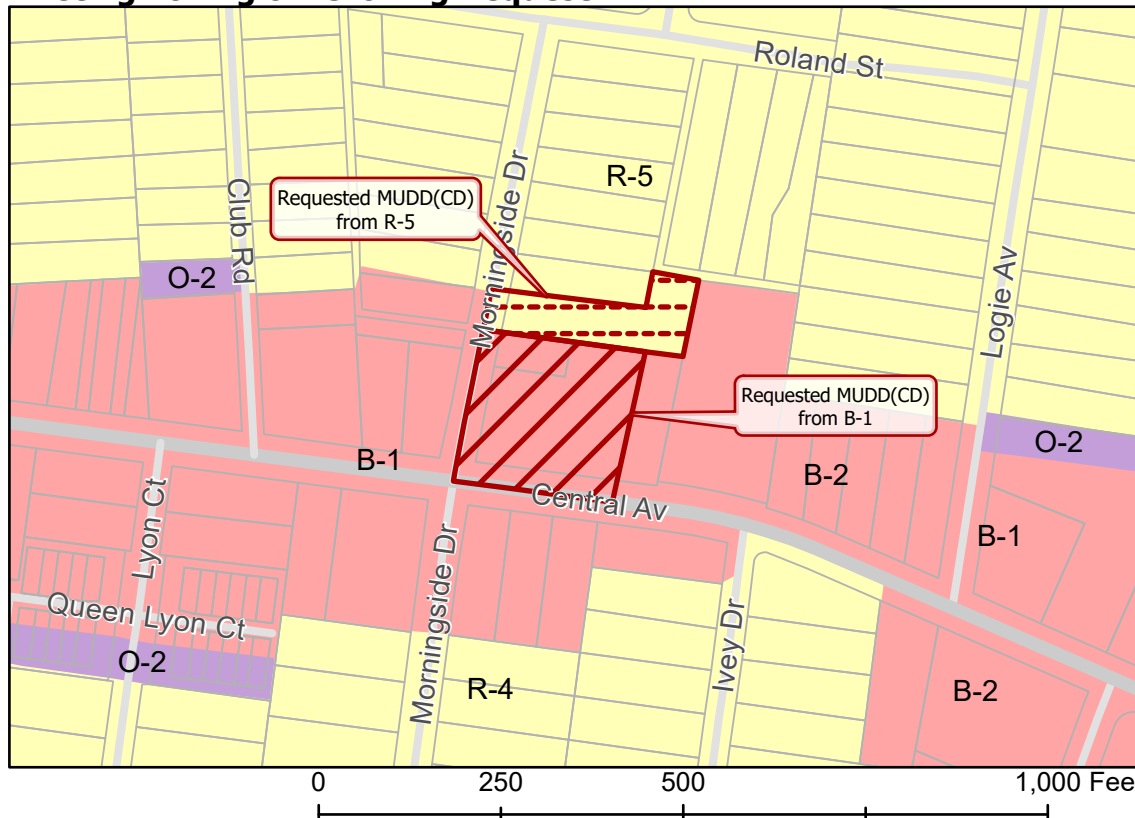 Roland St
R-5
Requested MUDD(CD)
from R-5
Morningside Dr
Club Rd
O-2
Logie Av
Requested MUDD(CD)
from B-1
O-2
B-1
Central Av
B-2
B-1
Lyon Ct
Morningside Dr
Queen Lyon Ct
Ivey Dr
O-2
R-4
B-2
0 250 500 1,000 Fee